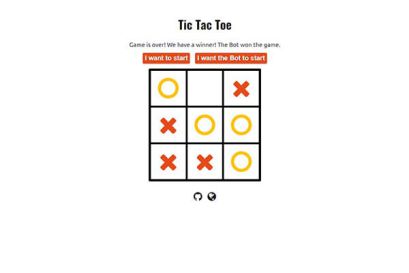 Tic Tac Toe
Game is over! We have a winner! The Bot won the game.
I want to start
I want the Bot to start